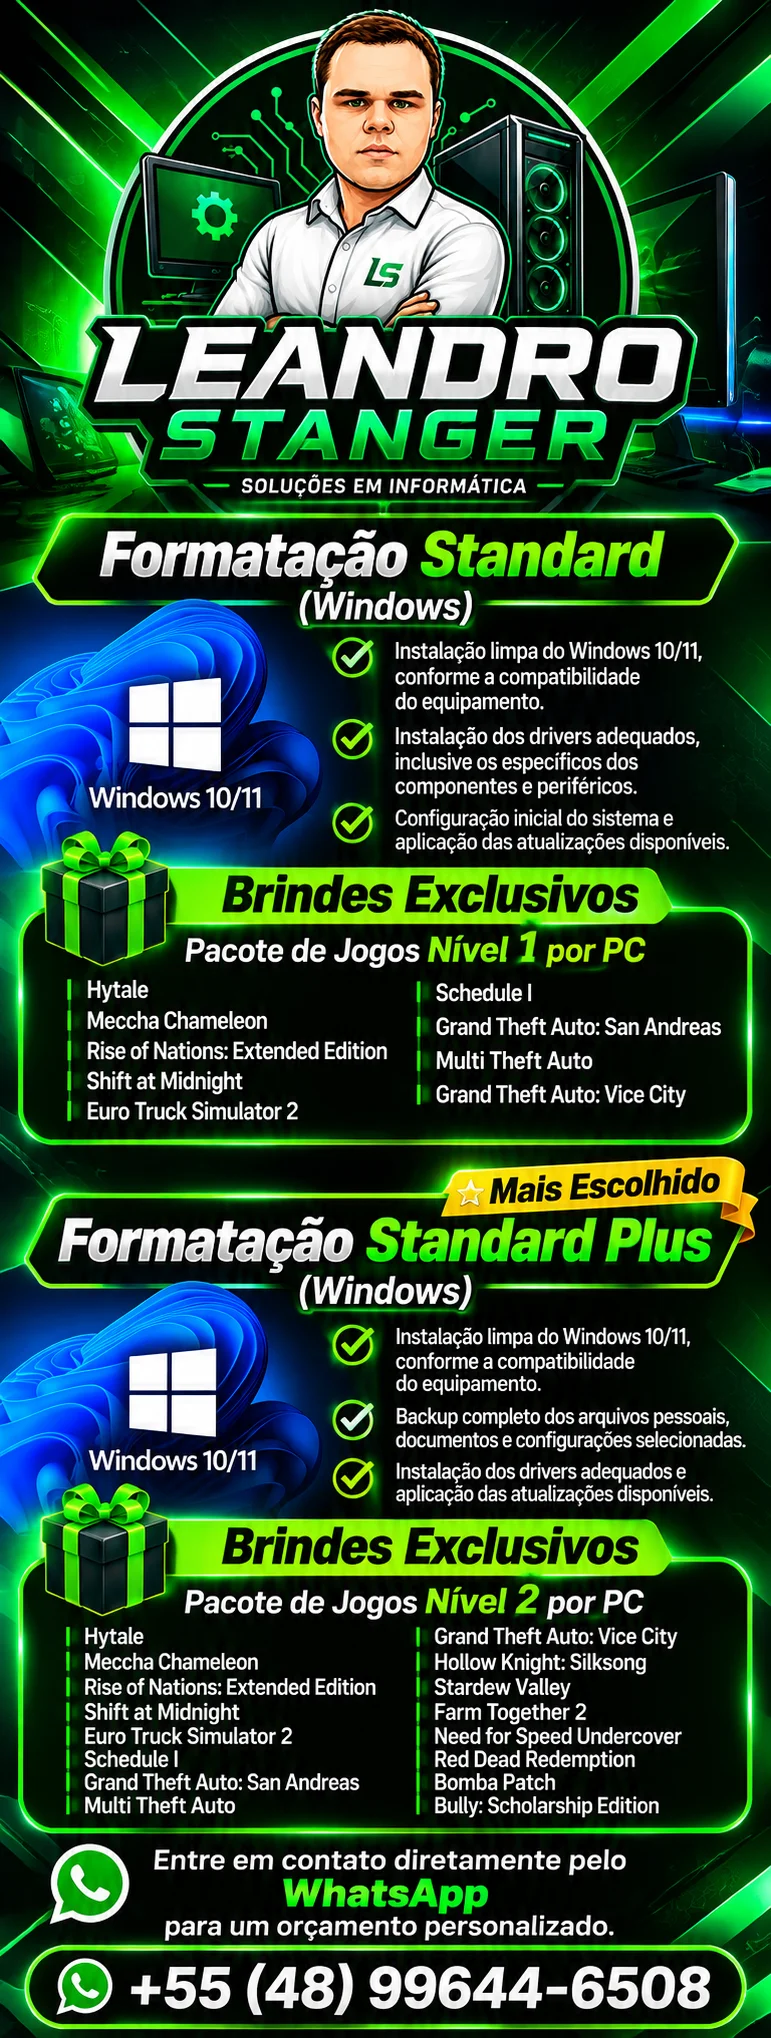 LS
LEANDRO
STANGER
SOLUÇÕES EM INFORMÁTICA
Formatação Standard
(Windows)
Instalação limpa do Windows 10/11,
conforme a compatibilidade
do equipamento.
Instalação dos drivers adequados,
inclusive os específicos dos
componentes e periféricos.
Configuração inicial do sistema e
aplicação das atualizações disponíveis.
Windows 10/11
Brindes Exclusivos
Pacote de Jogos Nível 1 por PC
Hytale
Meccha Chameleon
Rise of Nations: Extended Edition
Shift at Midnight
Euro Truck Simulator 2
Schedule I
Grand Theft Auto: San Andreas
Multi Theft Auto
Grand Theft Auto: Vice City
Mais Escolhido
Formatação Standard Plus
(Windows)
Instalação limpa do Windows 10/11,
conforme a compatibilidade
do equipamento.
Backup completo dos arquivos pessoais,
documentos e configurações selecionadas.
Instalação dos drivers adequados e
aplicação das atualizações disponíveis.
Windows 10/11
Brindes Exclusivos
Pacote de Jogos Nível 2 por PC
Hytale
Meccha Chameleon
Rise of Nations: Extended Edition
Shift at Midnight
Euro Truck Simulator 2
Schedule I
Grand Theft Auto: San Andreas
Multi Theft Auto
Grand Theft Auto: Vice City
Hollow Knight: Silksong
Stardew Valley
Farm Together 2
Need for Speed Undercover
Red Dead Redemption
Bomba Patch
Bully: Scholarship Edition
Entre em contato diretamente pelo
WhatsApp
para um orçamento personalizado.
+55 (48) 99644-6508